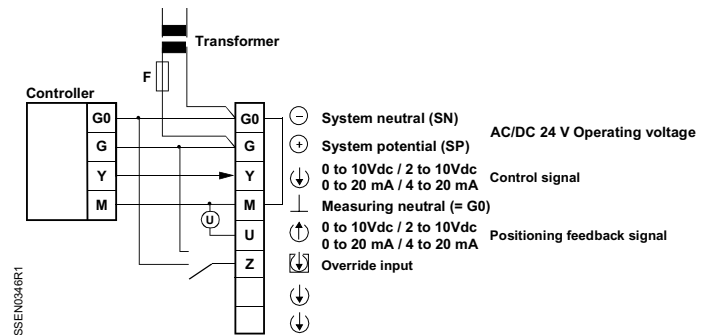 Transformer
F
Controller
G0
G
Y
M
G0
G
Y
M
U
Z
U
System neutral (SN)
System potential (SP)
AC/DC 24 V Operating voltage
0 to 10Vdc / 2 to 10Vdc
0 to 20 mA / 4 to 20 mA
Control signal
Measuring neutral (= G0)
0 to 10Vdc / 2 to 10Vdc
0 to 20 mA / 4 to 20 mA
Positioning feedback signal
Override input
SSEN0346R1